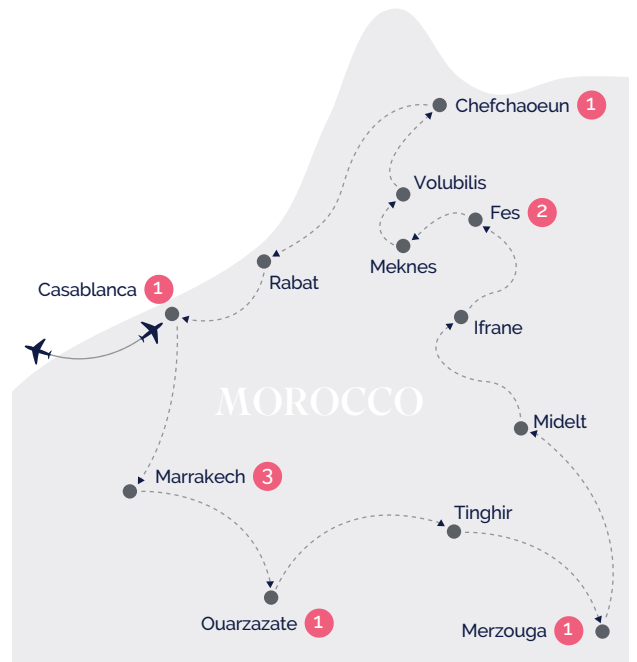 Chefchaoeun 1
Volubilis
Fes 2
Meknes
Rabat
Casablanca 1
Ifrane
MOROCCO
Midelt
Marrakech 3
Tinghir
Ouarzazate 1
Merzouga 1